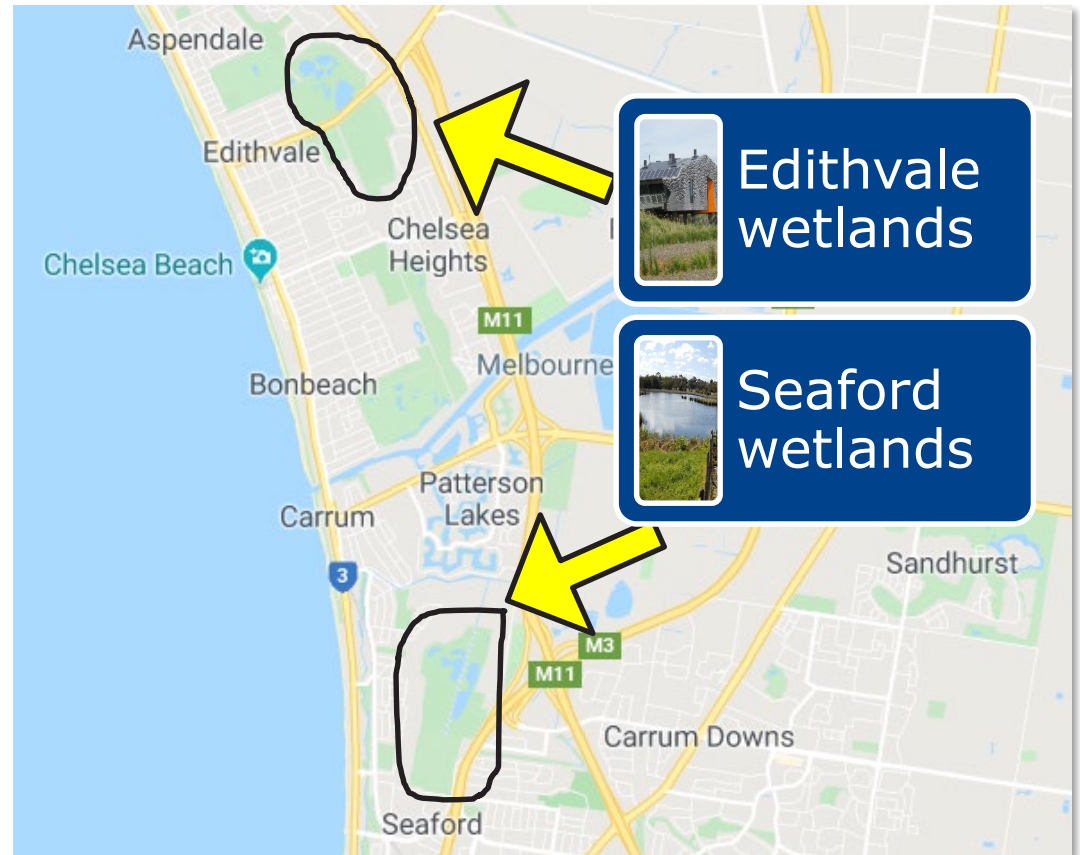 Aspendale
Edithvale
Edithvale
wetlands
Chelsea
Heights
Chelsea Beach
M11
Melbourne
Bonbeach
Seaford
wetlands
Patterson
Lakes
Carrum
Sandhurst
3
M3
M11
Carrum Downs
Seaford